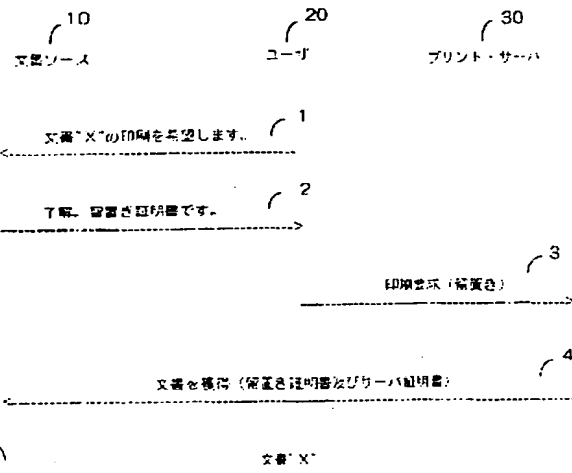 10
20
30
文書ソース
ユーザ
プリント・サーバ
1
文書"X"の印刷を希望します。
2
了解。留置き証明書です。
3
印刷要求(留置き)
4
文書を獲得(留置き証明書及びサーバ証明書)
文書"X"